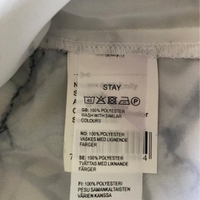 STAY
GB: 100% POLYESTER
WASH WITH SIMILAR
COLOURS
NO: 100% POLYESTER
VASKES MED LIGNENDE
FARGER
SE: 100% POLYESTER
TVÄTTAS MED LIKNANDE
FÄRGER
FI: 100% POLYESTERI
PESU SAMANKALTAISTEN
VÄRIEN KANSSA